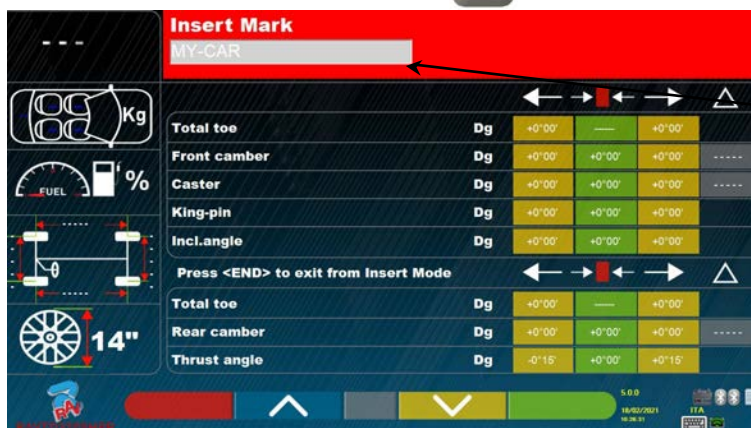 - - -
Insert Mark
MY-CAR
Kg
Total toe Dg +0°00' ---- +0°00'
Front camber Dg +0°00' +0°00' +0°00' -----
Caster Dg +0°00' +0°00' +0°00' -----
King-pin Dg +0°00' +0°00' +0°00'
Incl.angle Dg +0°00' +0°00' +0°00'
FUEL %
Press <END> to exit from Insert Mode
Total toe Dg +0°00' ---- +0°00'
Rear camber Dg +0°00' +0°00' +0°00' -----
Thrust angle Dg -0°15' +0°00' +0°15'
14"
5.0.0
18/02/2021
ITA